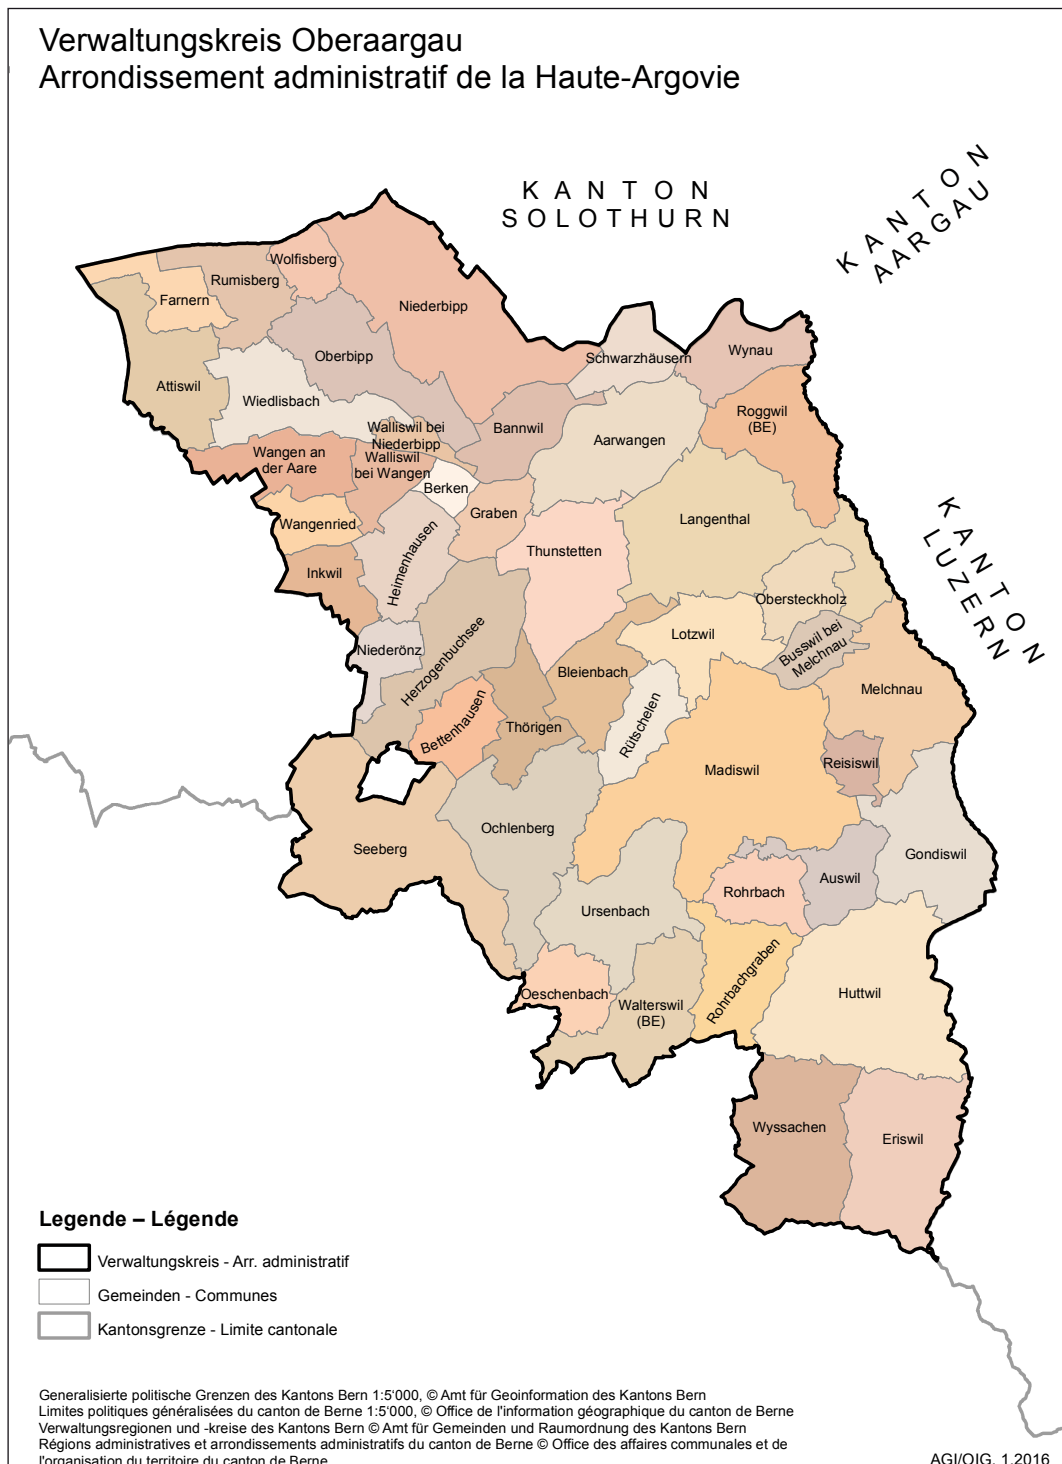 Verwaltungskreis Oberaargau
Arrondissement administratif de la Haute-Argovie
KANTON
SOLOTHURN
KANTON
AARGAU
KANTON
LUZERN
Wolfisberg
Rumisberg
Farnern
Niederbipp
Oberbipp
Schwarzhäusern
Wynau
Attiswil
Wiedlisbach
Roggwil
(BE)
Walliswil bei
Niederbipp
Bannwil
Aarwangen
Wangen an
der Aare
Walliswil
bei Wangen
Berken
Graben
Langenthal
Wangenried
Heimenhausen
Thunstetten
Inkwil
Obersteckholz
Niederönz
Herzogenbuchsee
Lotzwil
Busswil bei
Melchnau
Bleienbach
Melchnau
Bettenhausen
Thörigen
Rütschelen
Madiswil
Reisiswil
Ochlenberg
Seeberg
Gondiswil
Auswil
Rohrbach
Ursenbach
Oeschenbach
Walterswil
(BE)
Rohrbachgraben
Huttwil
Wyssachen
Eriswil
Legende – Légende
Verwaltungskreis - Arr. administratif
Gemeinden - Communes
Kantonsgrenze - Limite cantonale
Generalisierte politische Grenzen des Kantons Bern 1:5'000, © Amt für Geoinformation des Kantons Bern
Limites politiques généralisées du canton de Berne 1:5'000, © Office de l'information géographique du canton de Berne
Verwaltungsregionen und -kreise des Kantons Bern © Amt für Gemeinden und Raumordnung des Kantons Bern
Régions administratives et arrondissements administratifs du canton de Berne © Office des affaires communales et de
l'organisation du territoire du canton de Berne
AGI/OIG, 1.2016